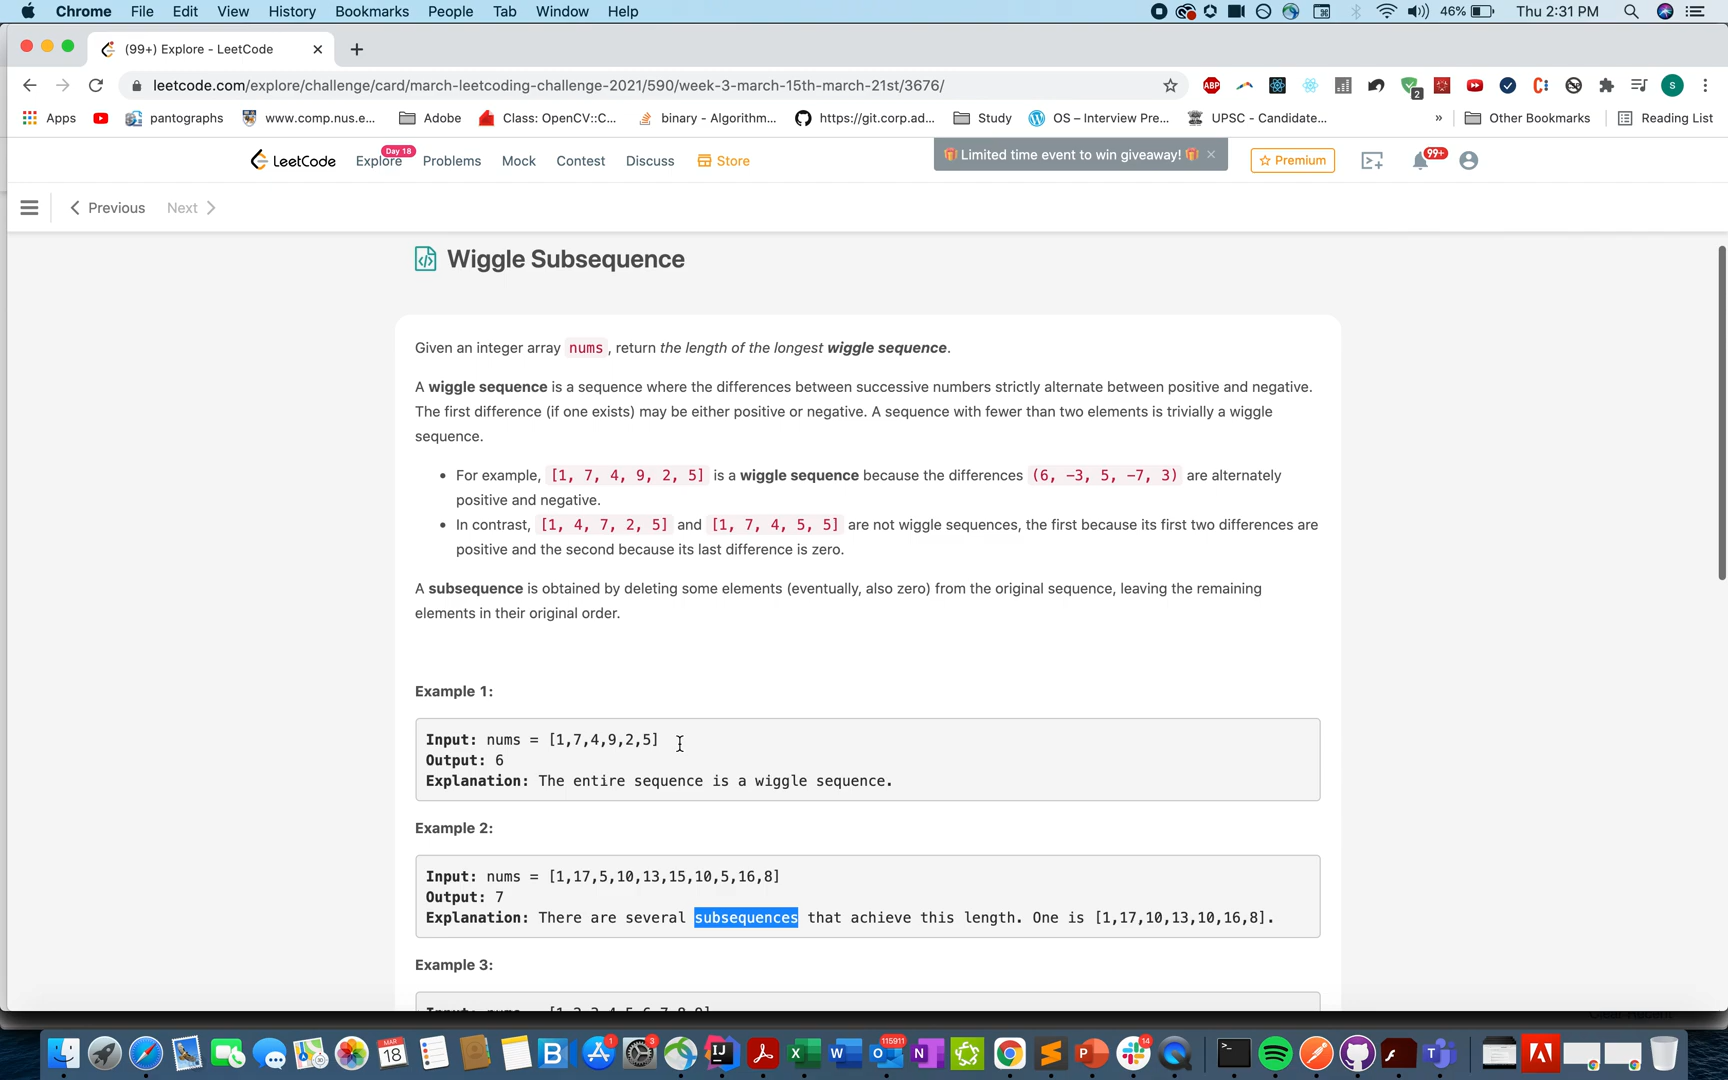 Chrome File Edit View History Bookmarks People Tab Window Help 46% Thu 2:31 PM
(99+) Explore - LeetCode
leetcode.com/explore/challenge/card/march-leetcoding-challenge-2021/590/week-3-march-15th-march-21st/3676/
ABP 2 S
Apps pantographs www.comp.nus.e... Adobe Class: OpenCV::C... binary - Algorithm... https://git.corp.ad... Study OS – Interview Pre... UPSC - Candidate... » Other Bookmarks Reading List
LeetCode Explore Day 18 Problems Mock Contest Discuss Store 🎁 Limited time event to win giveaway! 🎁 × Premium 99+
Previous Next
Wiggle Subsequence
Given an integer array nums, return the length of the longest wiggle sequence.
A wiggle sequence is a sequence where the differences between successive numbers strictly alternate between positive and negative.
The first difference (if one exists) may be either positive or negative. A sequence with fewer than two elements is trivially a wiggle
sequence.
• For example, [1, 7, 4, 9, 2, 5] is a wiggle sequence because the differences (6, -3, 5, -7, 3) are alternately
positive and negative.
• In contrast, [1, 4, 7, 2, 5] and [1, 7, 4, 5, 5] are not wiggle sequences, the first because its first two differences are
positive and the second because its last difference is zero.
A subsequence is obtained by deleting some elements (eventually, also zero) from the original sequence, leaving the remaining
elements in their original order.
Example 1:
Input: nums = [1,7,4,9,2,5]
Output: 6
Explanation: The entire sequence is a wiggle sequence.
Example 2:
Input: nums = [1,17,5,10,13,15,10,5,16,8]
Output: 7
Explanation: There are several subsequences that achieve this length. One is [1,17,10,13,10,16,8].
Example 3:
MAR 18 1 3 115911 14